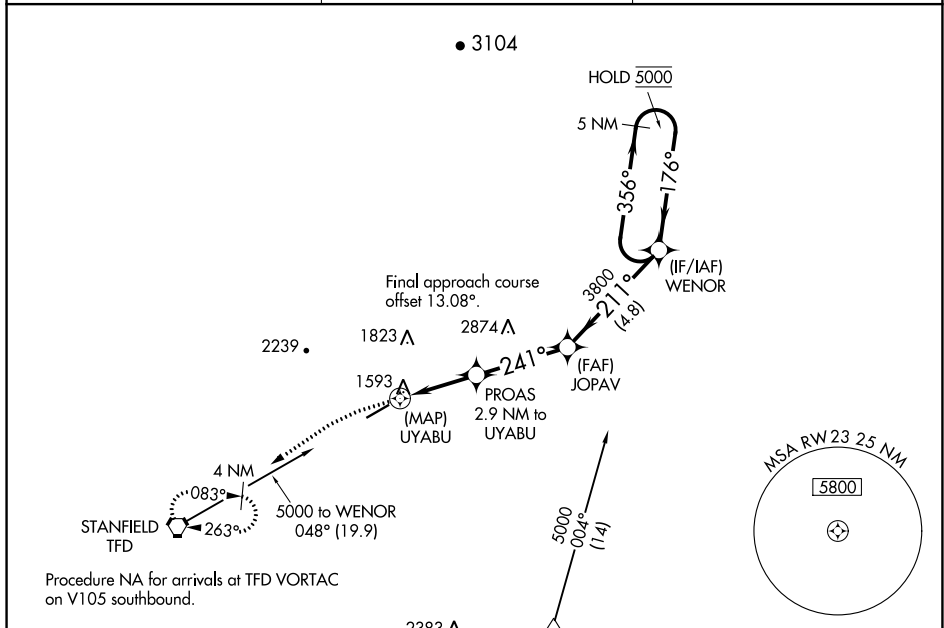 3104
HOLD 5000
5 NM
356°
176°
(IF/IAF)
WENOR
3800
211°
(4.8)
Final approach course
offset 13.08°.
1823
2874
2239
241°
(FAF)
JOPAV
1593
PROAS
2.9 NM to
UYABU
(MAP)
UYABU
MSA RW23 25 NM
5800
4 NM
083°
263°
5000 to WENOR
048° (19.9)
STANFIELD
TFD
5000
004°
(14)
Procedure NA for arrivals at TFD VORTAC
on V105 southbound.
2383